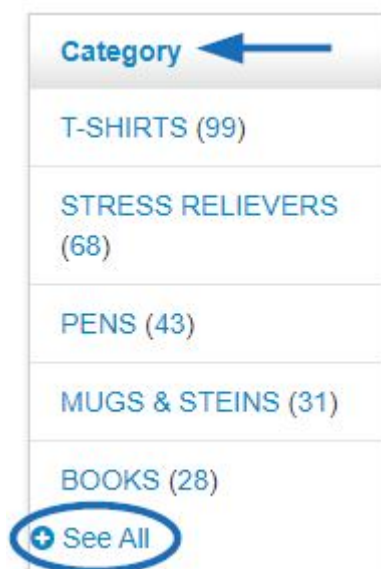 Category
T-SHIRTS (99)
STRESS RELIEVERS
(68)
PENS (43)
MUGS & STEINS (31)
BOOKS (28)
See All